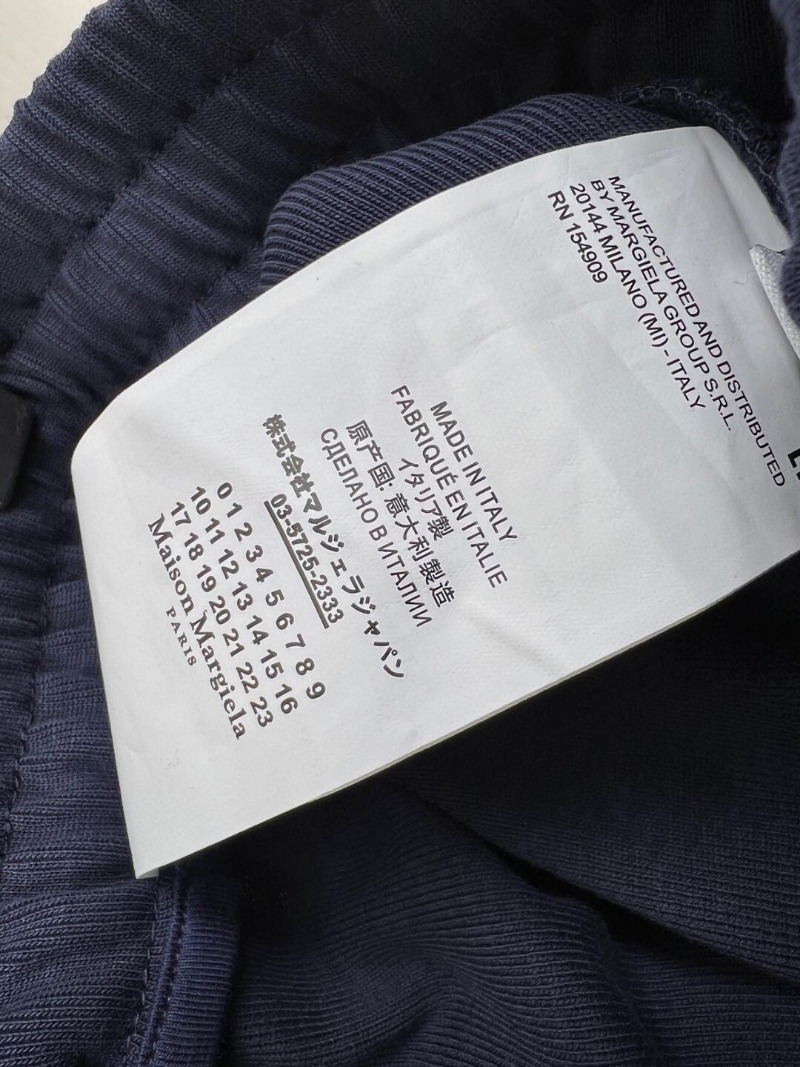 MANUFACTURED AND DISTRIBUTED
BY MARGIELA GROUP S.R.L.
20144 MILANO (MI) - ITALY
RN 154909
MADE IN ITALY
FABRIQUÉ EN ITALIE
イタリア製
原产国: 意大利製造
СДЕЛАНО В ИТАЛИИ
株式会社マルジェラジャパン
03-5725-2333
0 1 2 3 4 5 6 7 8 9
10 11 12 13 14 15 16
17 18 19 20 21 22 23
Maison Margiela
PARIS